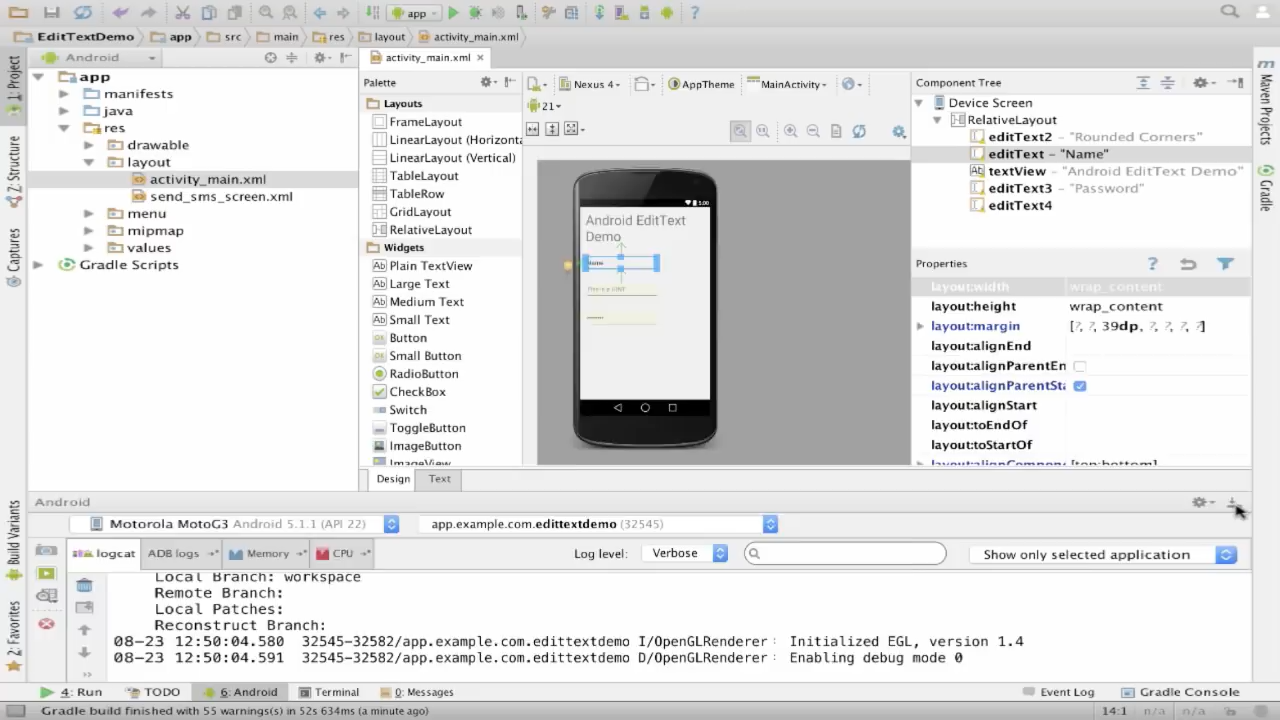 app
?
EditTextDemo app src main res layout activity_main.xml
1: Project
Z: Structure
Captures
Build Variants
2: Favorites
Android
app
manifests
java
res
drawable
layout
activity_main.xml
send_sms_screen.xml
menu
mipmap
values
Gradle Scripts
activity_main.xml
Palette
Layouts
FrameLayout
LinearLayout (Horizonta
LinearLayout (Vertical)
TableLayout
TableRow
GridLayout
RelativeLayout
Widgets
Plain TextView
Large Text
Medium Text
Small Text
Button
Small Button
RadioButton
CheckBox
Switch
ToggleButton
ImageButton
ImageView
Nexus 4 AppTheme MainActivity
21
5:00
Android EditText
Demo
Name
Design Text
Component Tree
Device Screen
RelativeLayout
editText2 – "Rounded Corners"
editText – "Name"
textView – "Android EditText Demo"
editText3 – "Password"
editText4
Properties ?
layout:width wrap_content
layout:height wrap_content
layout:margin [?, ?, 39dp, ?, ?, ?, ?]
layout:alignEnd
layout:alignParentEn
layout:alignParentSta
layout:alignStart
layout:toEndOf
layout:toStartOf
layout:alignCompone [top:bottom]
Maven Projects
Gradle
Android
Motorola MotoG3 Android 5.1.1 (API 22) app.example.com.edittextdemo (32545)
logcat ADB logs Memory CPU Log level: Verbose Show only selected application
Local Branch: workspace
Remote Branch:
Local Patches:
Reconstruct Branch:
08-23 12:50:04.580 32545-32582/app.example.com.edittextdemo I/OpenGLRenderer: Initialized EGL, version 1.4
08-23 12:50:04.591 32545-32582/app.example.com.edittextdemo D/OpenGLRenderer: Enabling debug mode 0
4: Run TODO 6: Android Terminal 0: Messages Event Log Gradle Console
Gradle build finished with 55 warnings(s) in 52s 634ms (a minute ago) 14:1 n/a n/a